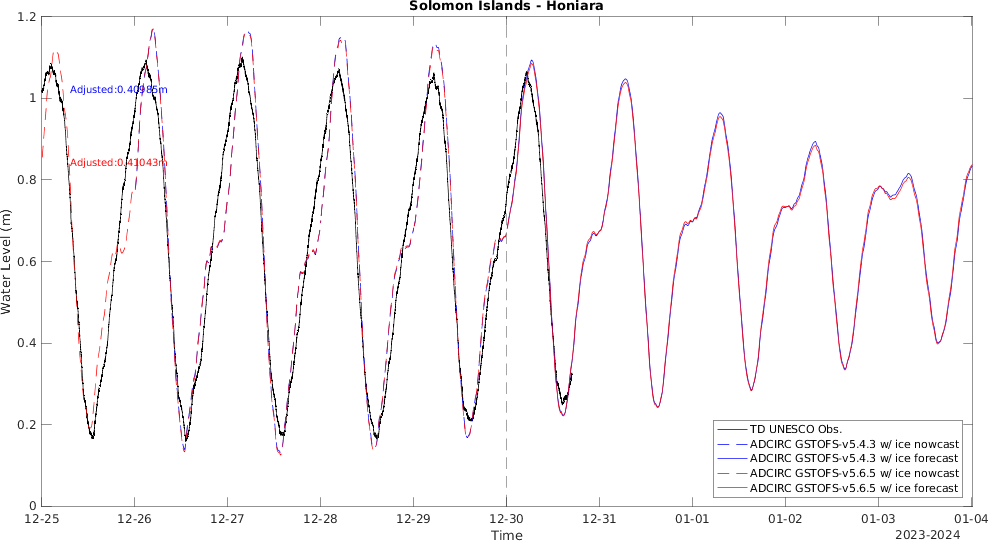 Solomon Islands - Honiara
1.2
1
0.8
0.6
0.4
0.2
0
Water Level (m)
Adjusted:0.40985m
Adjusted:0.41043m
TD UNESCO Obs.
ADCIRC GSTOFS-v5.4.3 w/ ice nowcast
ADCIRC GSTOFS-v5.4.3 w/ ice forecast
ADCIRC GSTOFS-v5.6.5 w/ ice nowcast
ADCIRC GSTOFS-v5.6.5 w/ ice forecast
12-25 12-26 12-27 12-28 12-29 12-30 12-31 01-01 01-02 01-03 01-04
Time
2023-2024